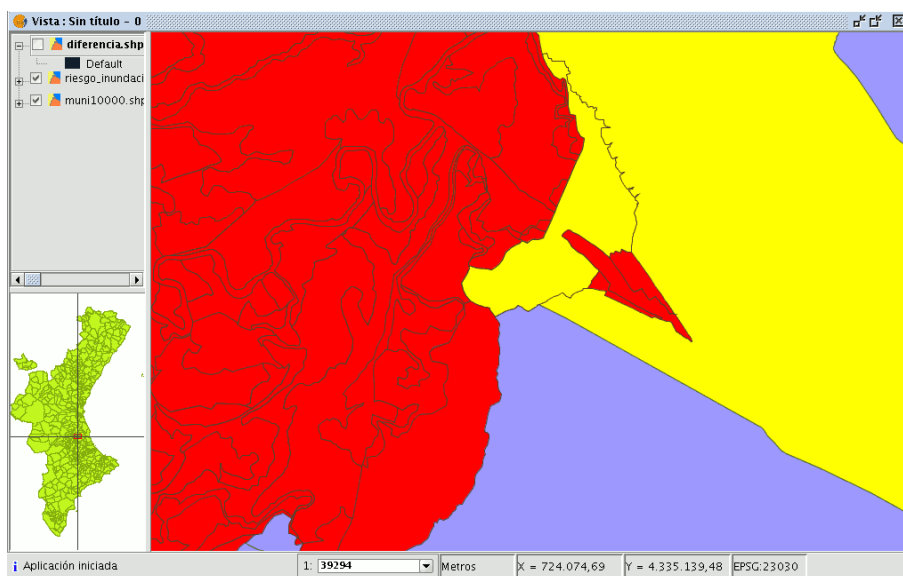 Vista : Sin título - 0
diferencia.shp
Default
riesgo_inundaci
muni10000.shp
Aplicación iniciada
1: 39294
Metros
X = 724.074,69
Y = 4.335.139,48
EPSG:23030